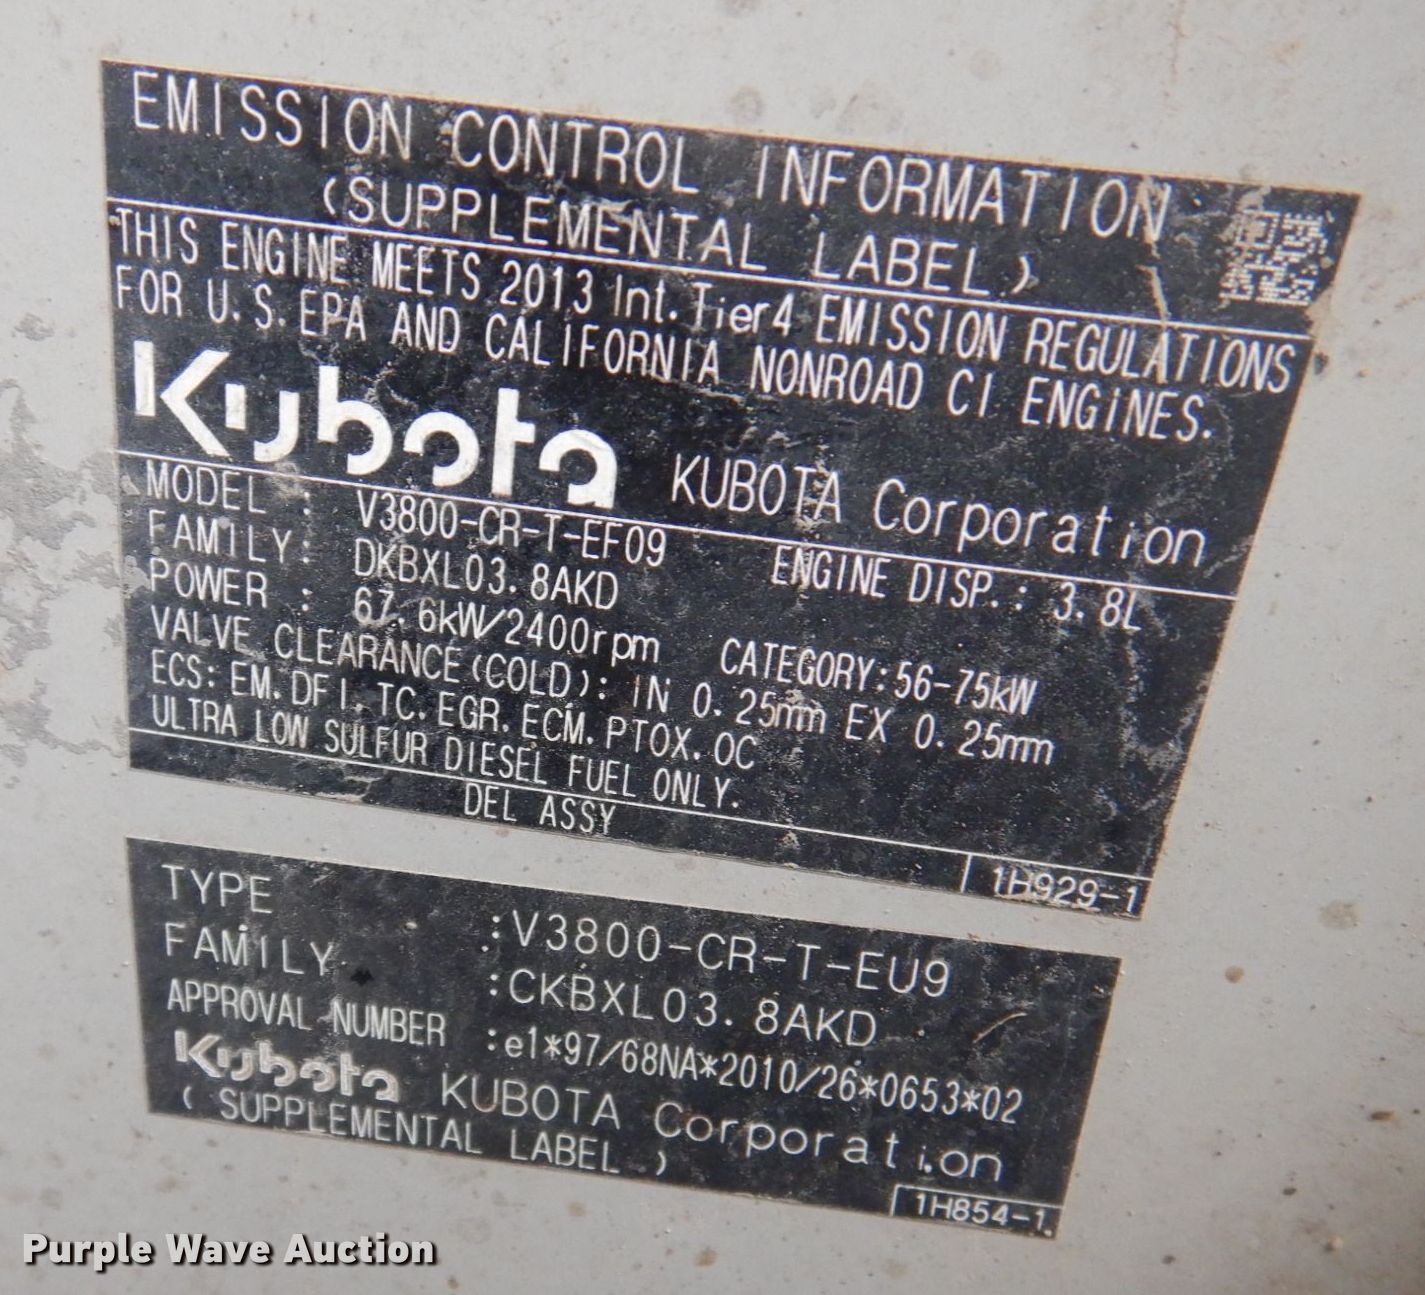 EMISSION CONTROL INFORMATION
(SUPPLEMENTAL LABEL)
THIS ENGINE MEETS 2013 Int. Tier4 EMISSION REGULATIONS
FOR U.S. EPA AND CALIFORNIA NONROAD CI ENGINES.
Kubota KUBOTA Corporation
MODEL : V3800-CR-T-EF09 ENGINE DISP.: 3.8L
FAMILY: DKBXL03.8AKD
POWER : 67.6kW/2400rpm CATEGORY:56-75kW
VALVE CLEARANCE(COLD): IN 0.25mm EX 0.25mm
ECS: EM.DFI.TC.EGR.ECM.PTOX.OC
ULTRA LOW SULFUR DIESEL FUEL ONLY.
DEL ASSY
1H929-1
TYPE :V3800-CR-T-EU9
FAMILY :CKBXL03.8AKD
APPROVAL NUMBER :e1*97/68NA*2010/26*0653*02
Kubota KUBOTA Corporation
(SUPPLEMENTAL LABEL)
1H854-1
Purple Wave Auction